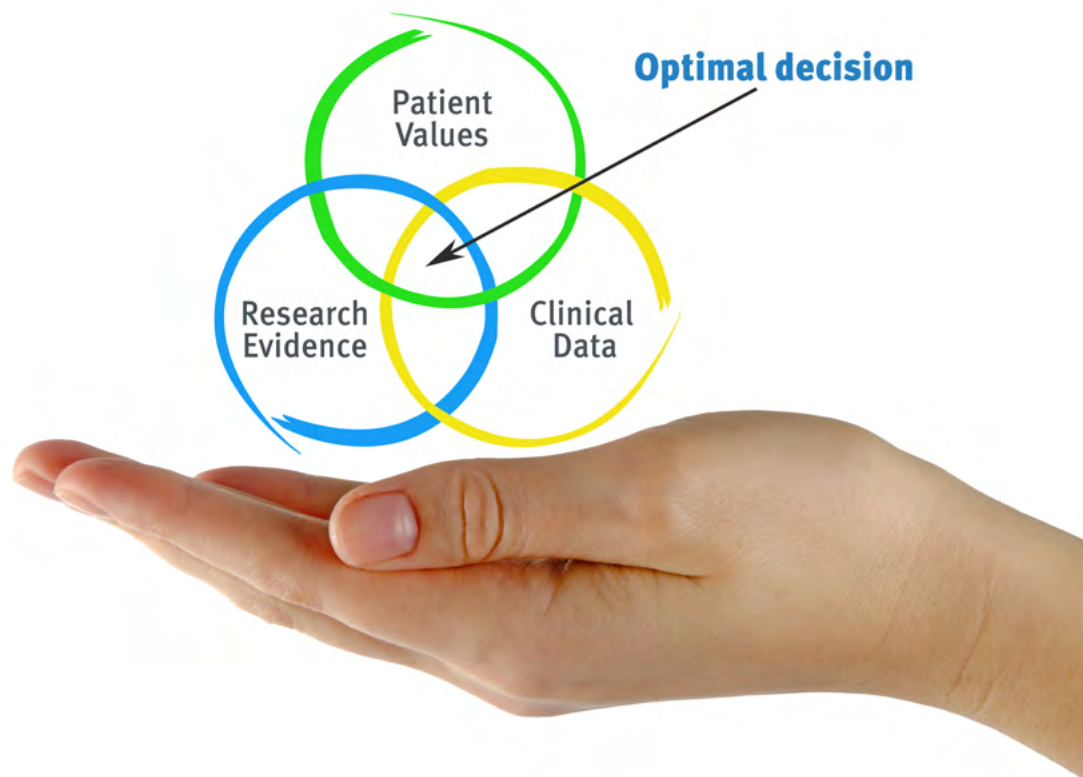 Optimal decision
Patient
Values
Research
Evidence
Clinical
Data